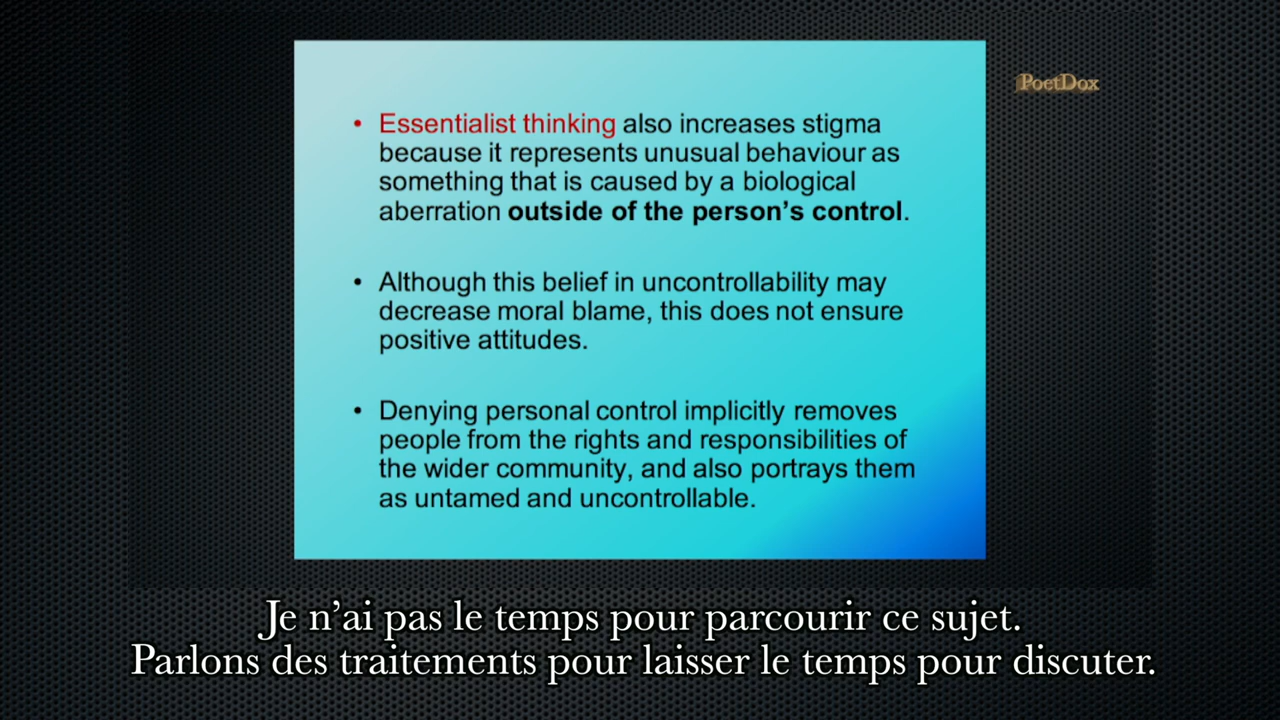 PoetDox
• Essentialist thinking also increases stigma
because it represents unusual behaviour as
something that is caused by a biological
aberration outside of the person's control.
• Although this belief in uncontrollability may
decrease moral blame, this does not ensure
positive attitudes.
• Denying personal control implicitly removes
people from the rights and responsibilities of
the wider community, and also portrays them
as untamed and uncontrollable.
Je n'ai pas le temps pour parcourir ce sujet.
Parlons des traitements pour laisser le temps pour discuter.